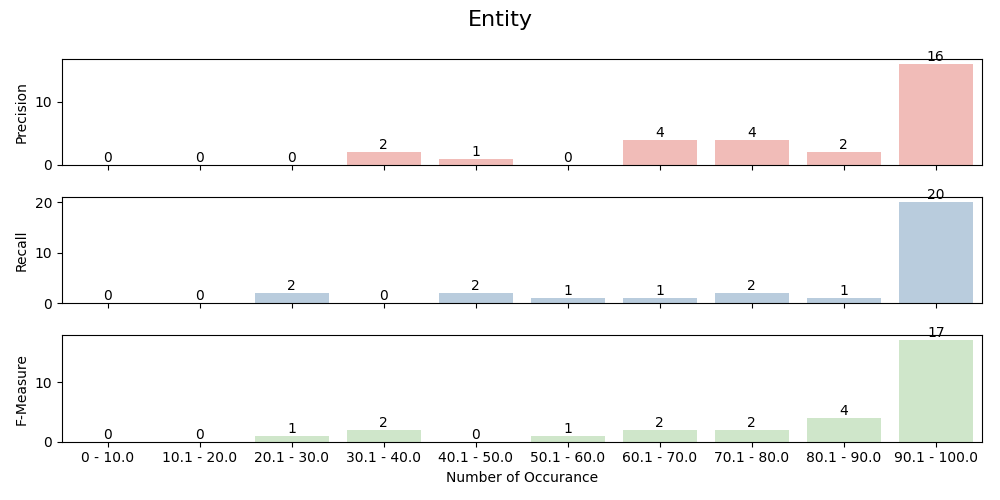 Entity
Precision
10
0
0 0 0 2 1 0 4 4 2 16
Recall
20
10
0
0 0 2 0 2 1 1 2 1 20
F-Measure
10
0
0 0 1 2 0 1 2 2 4 17
0 - 10.0 10.1 - 20.0 20.1 - 30.0 30.1 - 40.0 40.1 - 50.0 50.1 - 60.0 60.1 - 70.0 70.1 - 80.0 80.1 - 90.0 90.1 - 100.0
Number of Occurance